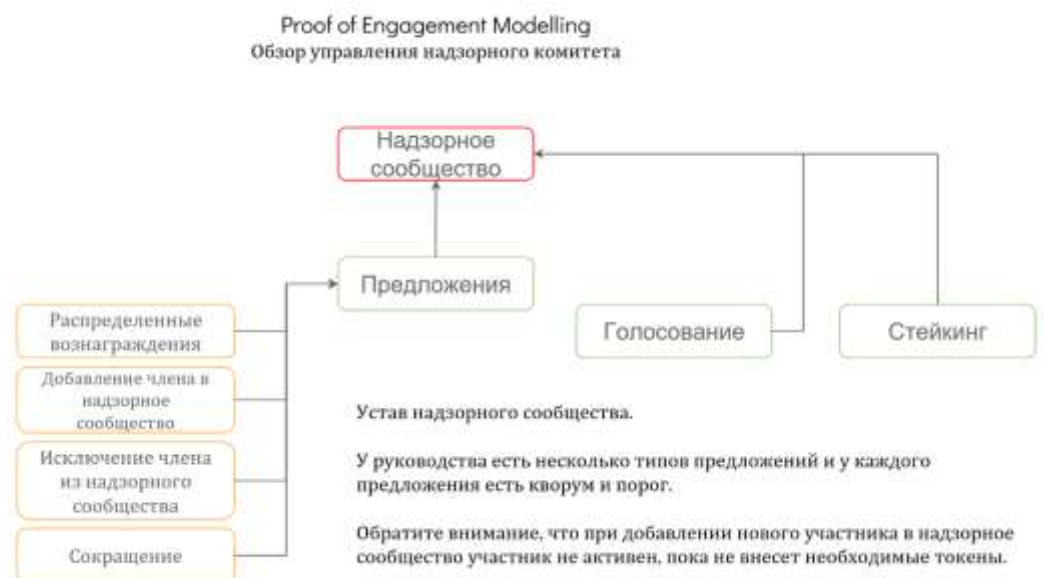 Proof of Engagement Modelling
Обзор управления надзорного комитета
Надзорное
сообщество
Предложения
Распределенные
вознаграждения
Голосование
Стейкинг
Добавление члена в
надзорное
сообщество
Исключение члена
из надзорного
сообщества
Сокращение
Устав надзорного сообщества.
У руководства есть несколько типов предложений и у каждого
предложения есть кворум и порог.
Обратите внимание, что при добавлении нового участника в надзорное
сообщество участник не активен, пока не внесет необходимые токены.